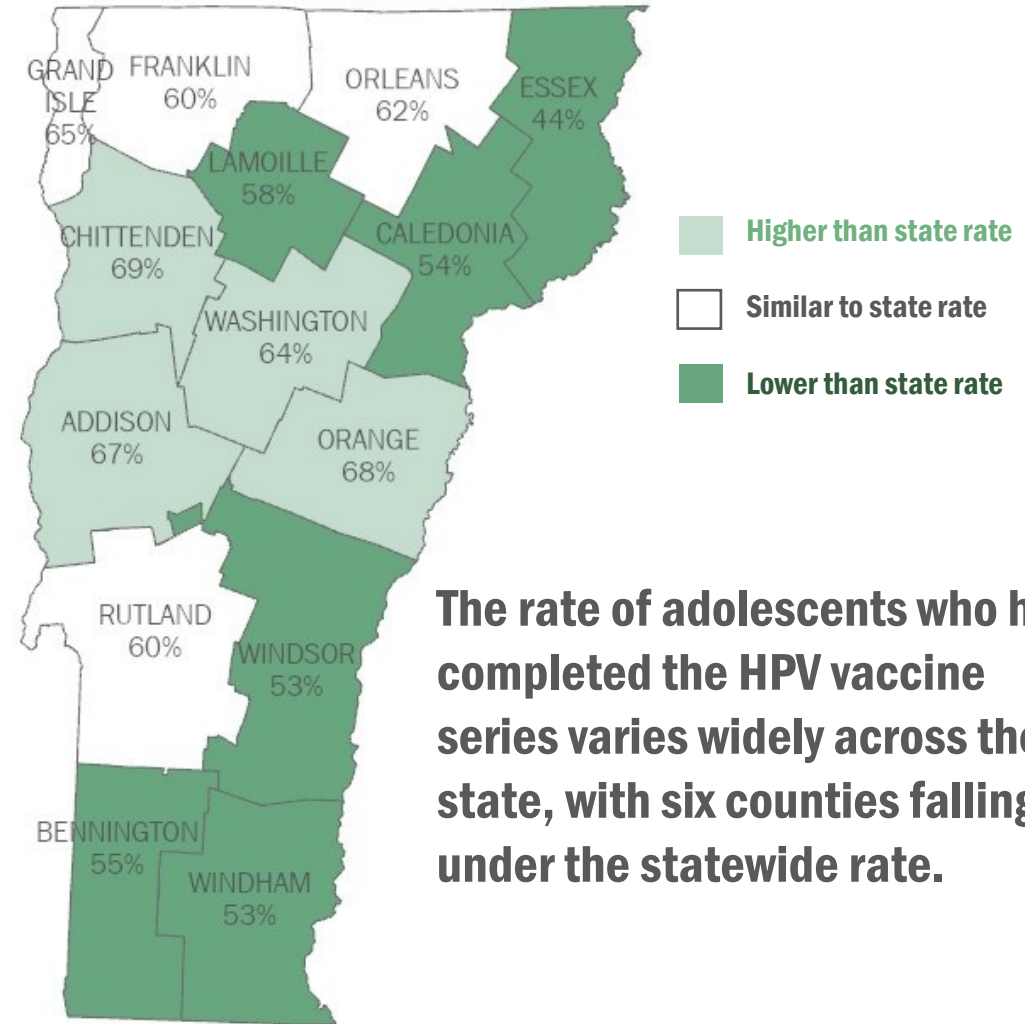 GRAND
ISLE
65%
FRANKLIN
60%
ORLEANS
62%
ESSEX
44%
LAMOILLE
58%
CHITTENDEN
69%
CALEDONIA
54%
WASHINGTON
64%
ADDISON
67%
ORANGE
68%
RUTLAND
60%
WINDSOR
53%
BENNINGTON
55%
WINDHAM
53%
Higher than state rate
Similar to state rate
Lower than state rate
The rate of adolescents who
completed the HPV vaccine
series varies widely across the
state, with six counties falling
under the statewide rate.